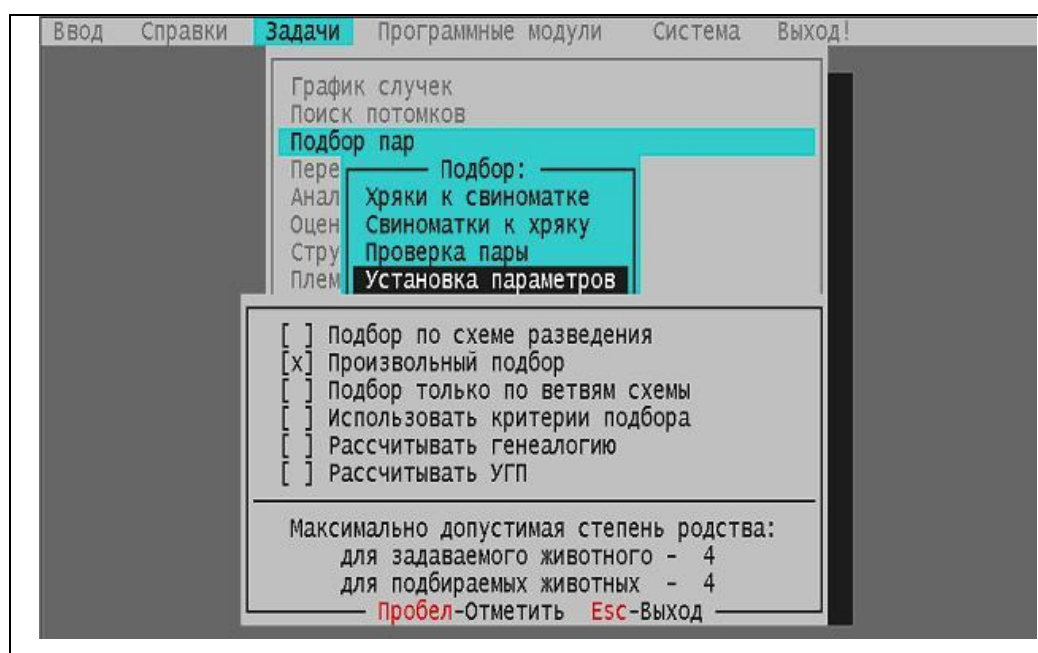 Ввод Справки Задачи Программные модули Система Выход!
График случек
Поиск потомков
Подбор пар
Пере
Подбор:
Анал
Хряки к свиноматке
Оцен
Свиноматки к хряку
Стру
Проверка пары
Плем
Установка параметров
[ ] Подбор по схеме разведения
[x] Произвольный подбор
[ ] Подбор только по ветвям схемы
[ ] Использовать критерии подбора
[ ] Рассчитывать генеалогию
[ ] Рассчитывать УГП
Максимально допустимая степень родства:
для задаваемого животного – 4
для подбираемых животных – 4
Пробел-Отметить Esc-Выход